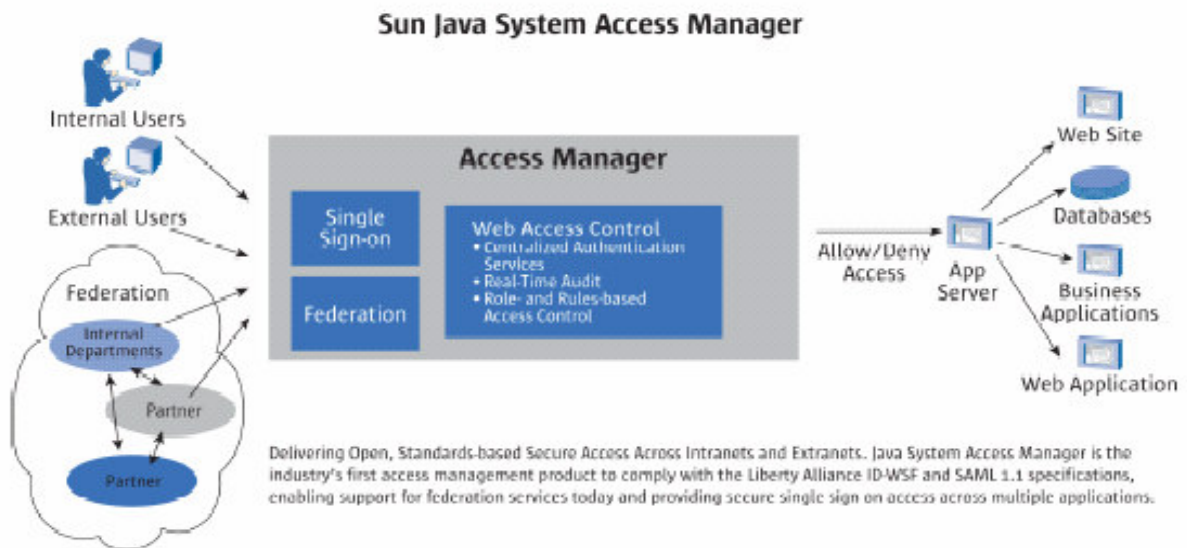 Sun Java System Access Manager
Internal Users
External Users
Federation
Internal
Departments
Partner
Partner
Access Manager
Single
Sign-on
Federation
Web Access Control
• Centralized Authentication
Services
• Real-Time Audit
• Role- and Rules-based
Access Control
Allow/Deny
Access
App
Server
Web Site
Databases
Business
Applications
Web Application
Delivering Open, Standards-based Secure Access Across Intranets and Extranets. Java System Access Manager is the
industry's first access management product to comply with the Liberty Alliance ID-WSF and SAML 1.1 specifications,
enabling support for federation services today and providing secure single sign on access across multiple applications.